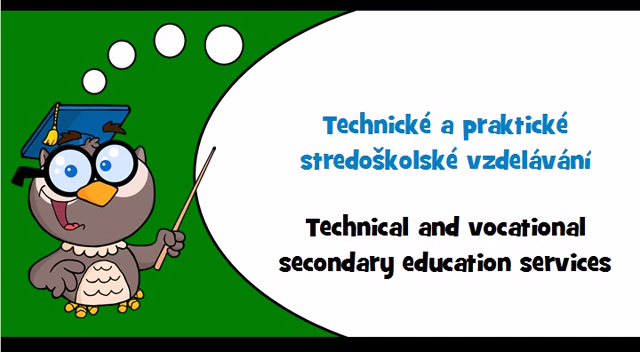 Technické a praktické
stredoškolské vzdelávání
Technical and vocational
secondary education services